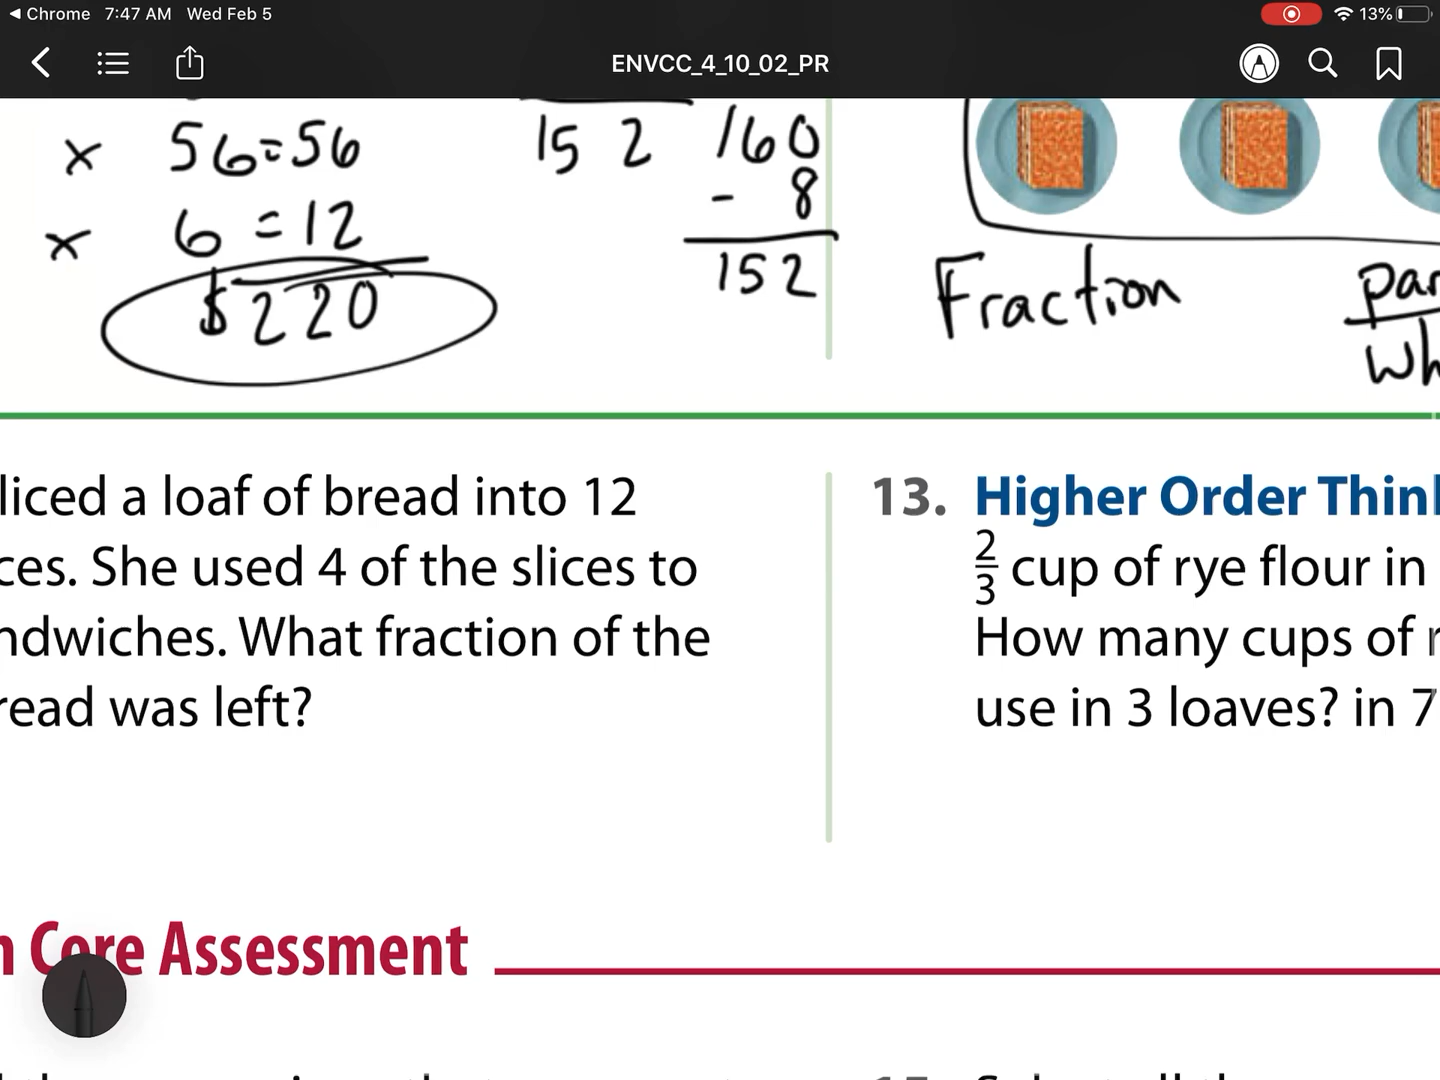 Chrome 7:47 AM Wed Feb 5
13%
ENVCC_4_10_02_PR
x 56=56
x 6 =12
$220
15 2
160
- 8
152
Fraction
par
Wh
liced a loaf of bread into 12
ces. She used 4 of the slices to
ndwiches. What fraction of the
read was left?
13. Higher Order Thin
2/3 cup of rye flour in
How many cups of r
use in 3 loaves? in 7
n Core Assessment